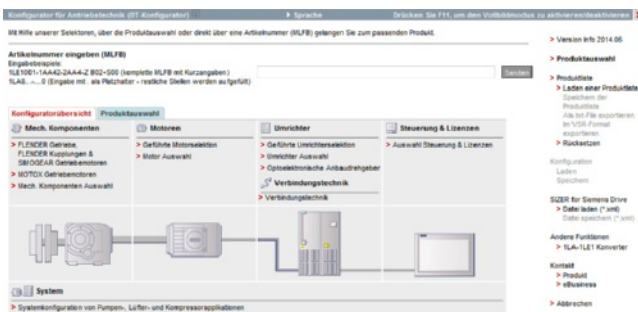 Konfigurator für Antriebstechnik (DT-Konfigurator)
Sprache
Drücken Sie F11, um den Vollbildmodus zu aktivieren/deaktivieren
Mit Hilfe unserer Selektoren, über die Produktauswahl oder direkt über eine Artikelnummer (MLFB) gelangen Sie zum passenden Produkt.
Artikelnummer eingeben (MLFB)
Eingabebeispiele:
1LE1001-1AA42-2AA4-Z B02+S00 (komplette MLFB mit Kurzangaben)
(Eingabe mit . als Platzhalter - restliche Stellen werden aufgefüllt)
Senden
Konfiguratorübersicht
Produktauswahl
Mech. Komponenten
FLENDER Getriebe,
FLENDER Kupplungen &
SIMOGEAR Getriebemotoren
MOTOX Getriebemotoren
Mech. Komponenten Auswahl
Motoren
Geführte Motorselektion
Motor Auswahl
Umrichter
Geführte Umrichterselektion
Umrichter Auswahl
Optoelektronische Anbaudrehgeber
Verbindungstechnik
Verbindungstechnik
Steuerung & Lizenzen
Auswahl Steuerung & Lizenzen
System
Systemkonfiguration von Pumpen-, Lüfter- und Kompressorapplikationen
Version Info 2014.06
Produktauswahl
Produktliste
Laden einer Produktliste
Speichern der
Produktliste
Als txt-File exportieren
Im VSR-Format
exportieren
Rücksetzen
Konfiguration
Laden
Speichern
SIZER for Siemens Drive
Datei laden (*.xml)
Datei speichern (*.xml)
Andere Funktionen
1LA-1LE1 Konverter
Kontakt
Produkt
eBusiness
Abbrechen